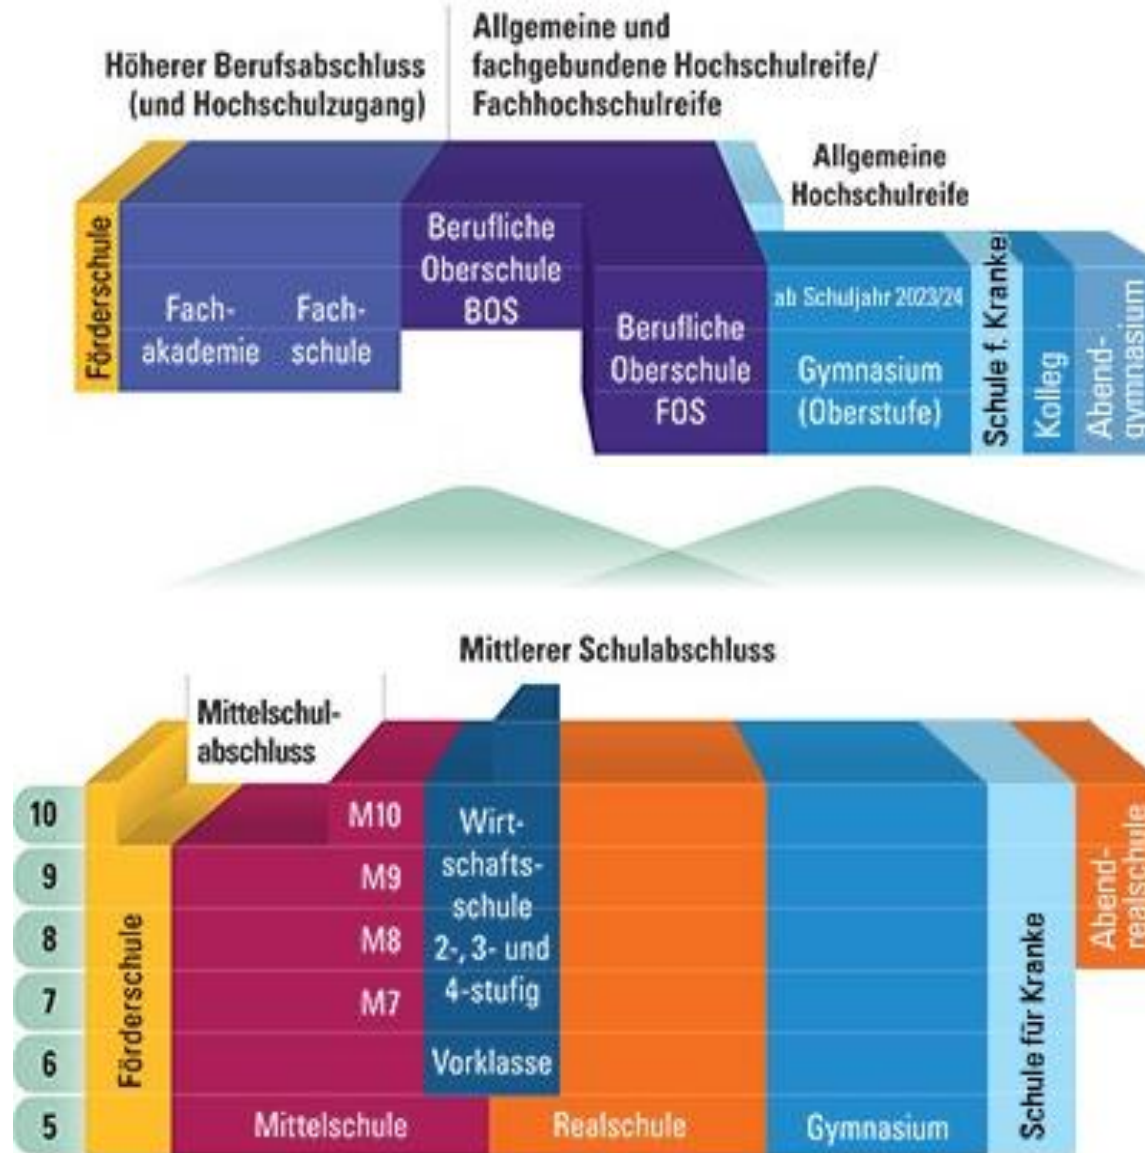 Höherer Berufsabschluss
(und Hochschulzugang)
Allgemeine und
fachgebundene Hochschulreife/
Fachhochschulreife
Allgemeine
Hochschulreife
Förderschule
Fach-
akademie
Fach-
schule
Berufliche
Oberschule
BOS
Berufliche
Oberschule
FOS
ab Schuljahr 2023/24
Gymnasium
(Oberstufe)
Schule f. Kranke
Kolleg
Abend-
gymnasium
Mittlerer Schulabschluss
Mittelschul-
abschluss
10
9
8
7
6
5
Förderschule
M10
M9
M8
M7
Mittelschule
Wirt-
schafts-
schule
2-, 3- und
4-stufig
Vorklasse
Realschule
Gymnasium
Schule für Kranke
Abend-
realschule